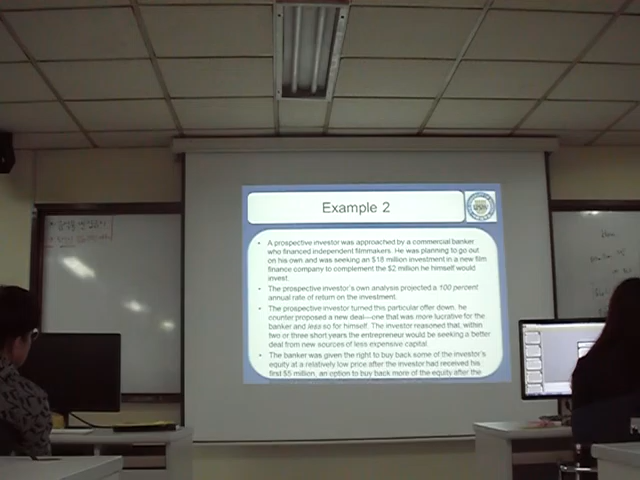 Example 2
• A prospective investor was approached by a commercial banker
who financed independent filmmakers. He was planning to go out
on his own and was seeking an $18 million investment in a new film
finance company to complement the $2 million he himself would
invest.
• The prospective investor's own analysis projected a 100 percent
annual rate of return on the investment.
• The prospective investor turned this particular offer down, he
counter proposed a new deal—one that was more lucrative for the
banker and less so for himself. The investor reasoned that, within
two or three short years the entrepreneur would be seeking a better
deal from new sources of less expensive capital.
• The banker was given the right to buy back some of the investor's
equity at a relatively low price after the investor had received his
first $5 million, an option to buy back more of the equity after the